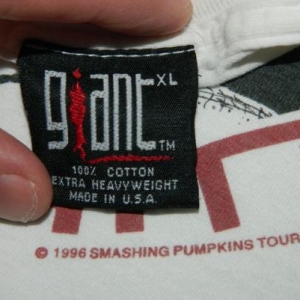 giant XL
TM
100% COTTON
EXTRA HEAVYWEIGHT
MADE IN U.S.A.
© 1996 SMASHING PUMPKINS TOUR